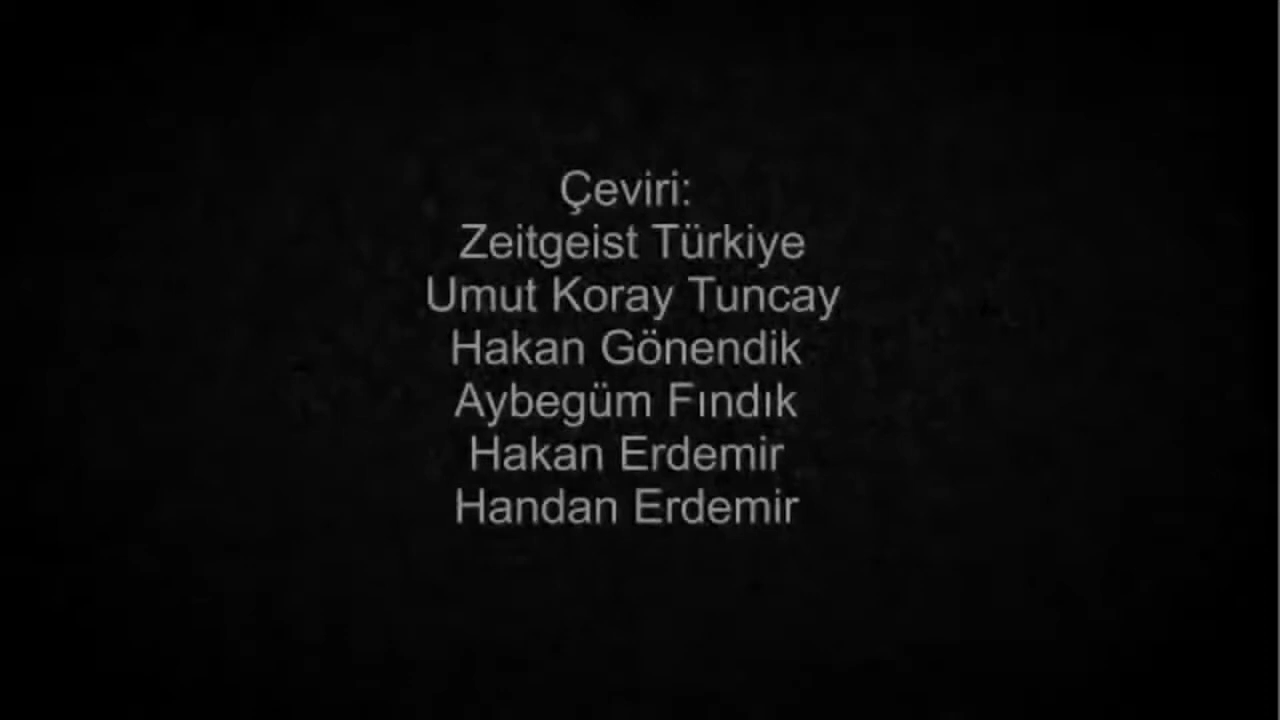 Çeviri:
Zeitgeist Türkiye
Umut Koray Tuncay
Hakan Gönendik
Aybegüm Fındık
Hakan Erdemir
Handan Erdemir